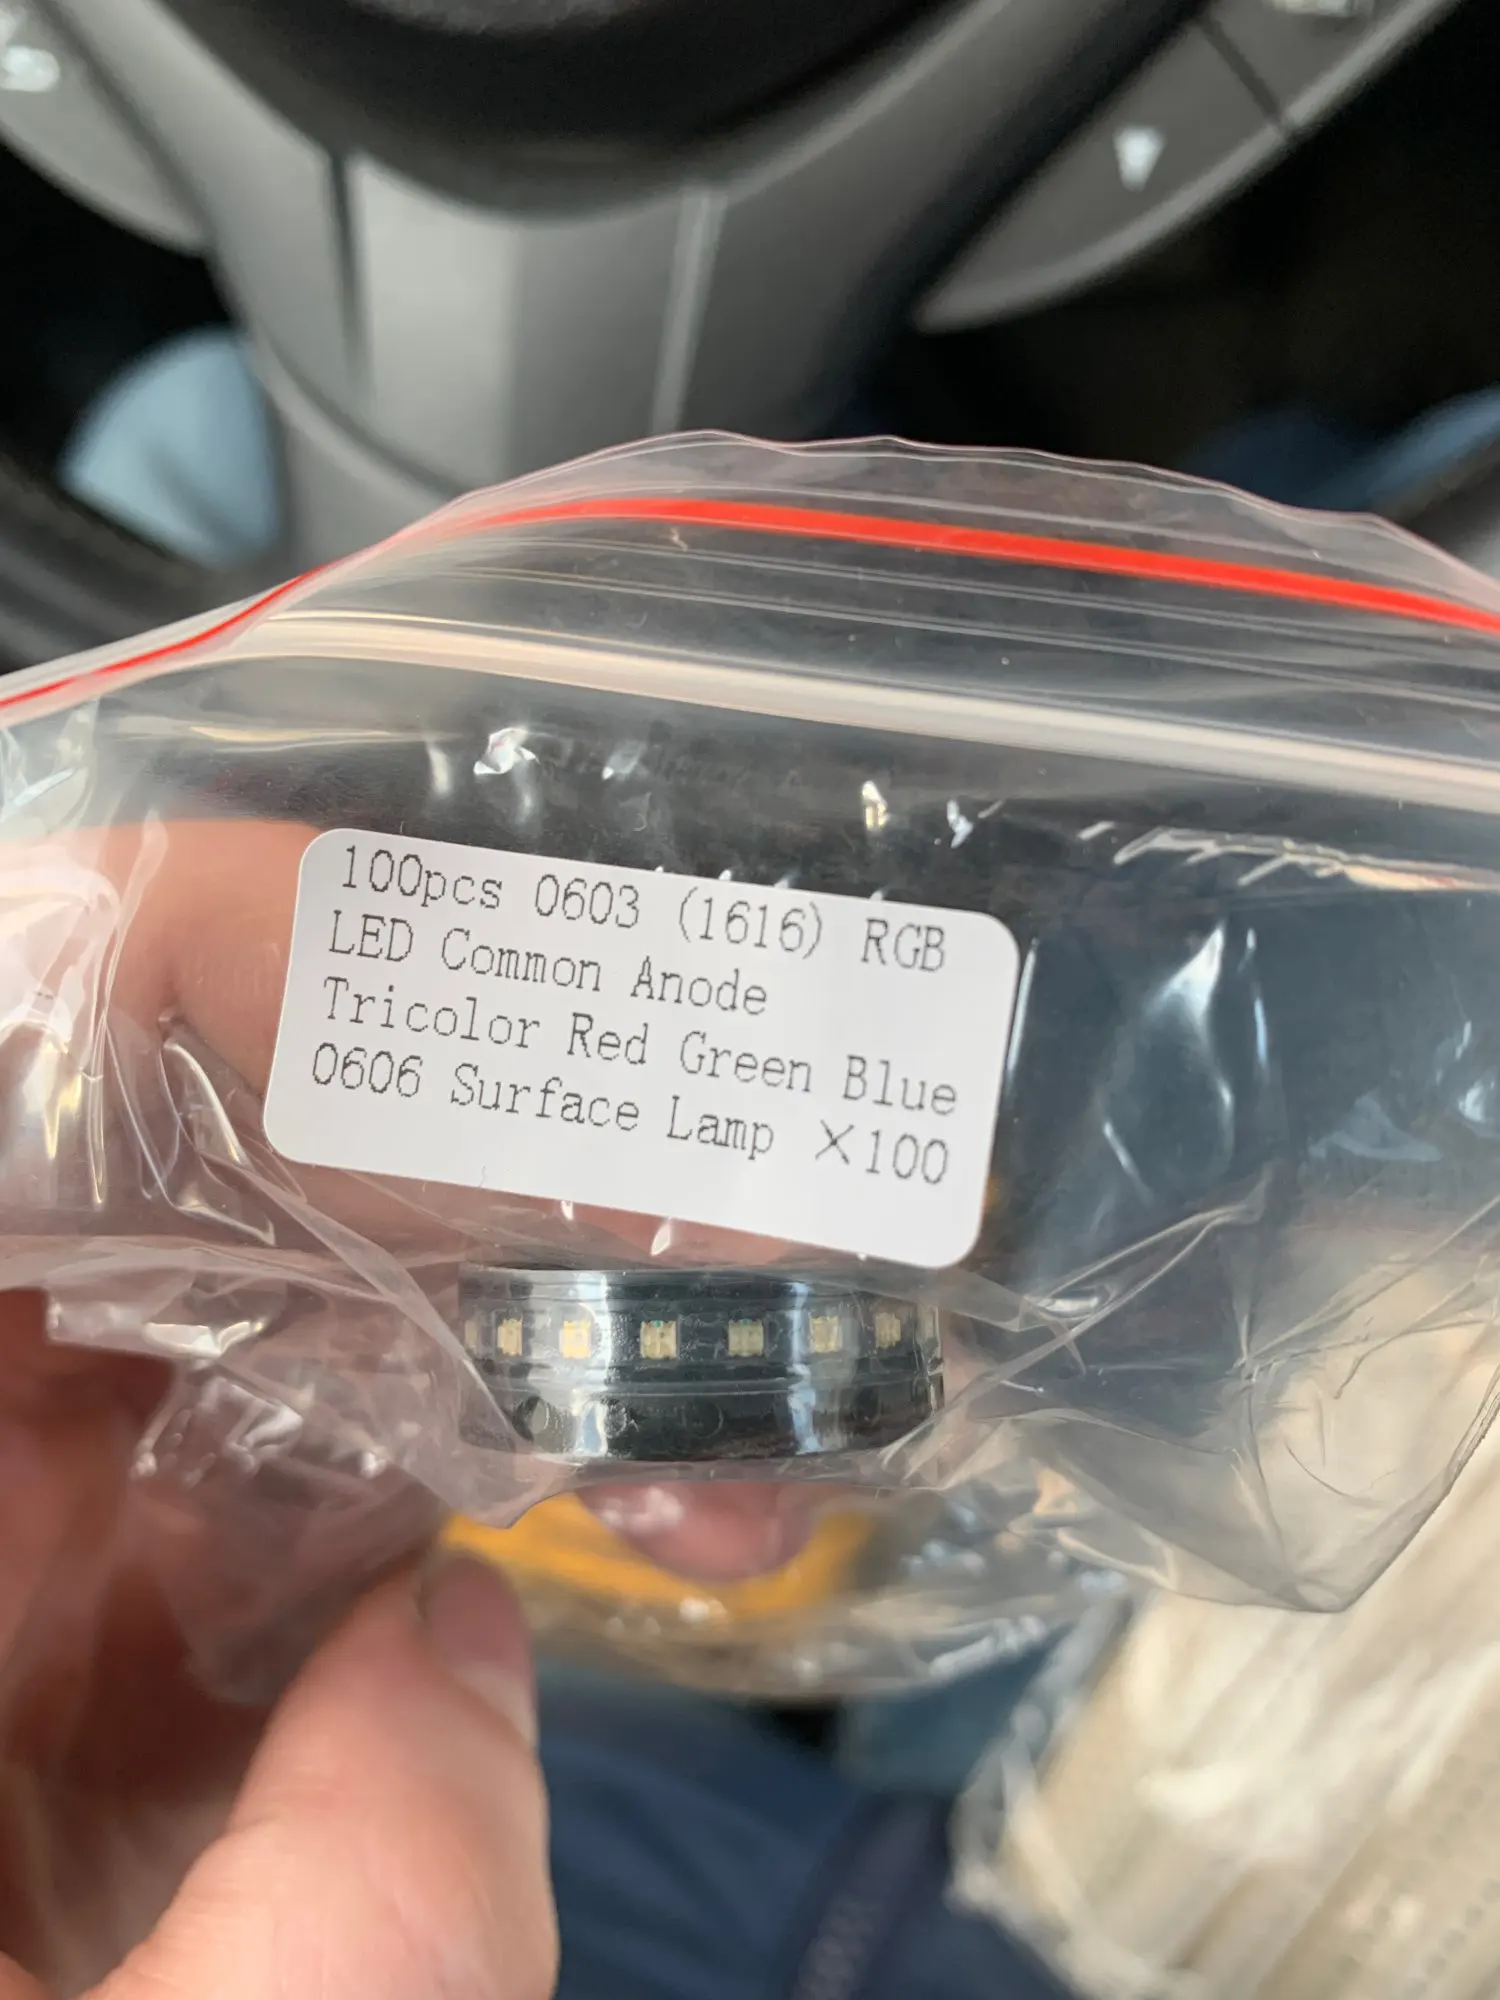 100pcs 0603 (1616) RGB
LED Common Anode
Tricolor Red Green Blue
0606 Surface Lamp ×100